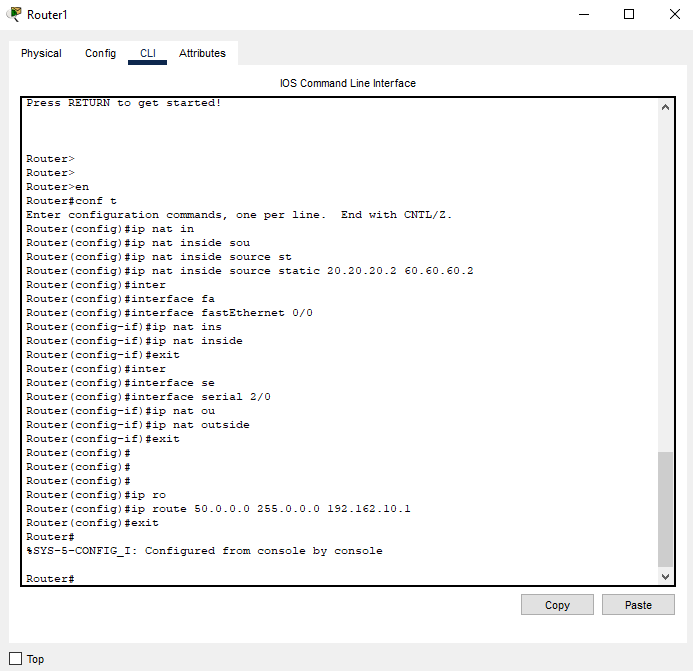 Router1
Physical Config CLI Attributes
IOS Command Line Interface
Press RETURN to get started!
Router>
Router>
Router>en
Router#conf t
Enter configuration commands, one per line.  End with CNTL/Z.
Router(config)#ip nat in
Router(config)#ip nat inside sou
Router(config)#ip nat inside source st
Router(config)#ip nat inside source static 20.20.20.2 60.60.60.2
Router(config)#inter
Router(config)#interface fa
Router(config)#interface fastEthernet 0/0
Router(config-if)#ip nat ins
Router(config-if)#ip nat inside
Router(config-if)#exit
Router(config)#inter
Router(config)#interface se
Router(config)#interface serial 2/0
Router(config-if)#ip nat ou
Router(config-if)#ip nat outside
Router(config-if)#exit
Router(config)#
Router(config)#
Router(config)#
Router(config)#ip ro
Router(config)#ip route 50.0.0.0 255.0.0.0 192.162.10.1
Router(config)#exit
Router#
%SYS-5-CONFIG_I: Configured from console by console
Router#
Copy Paste
Top